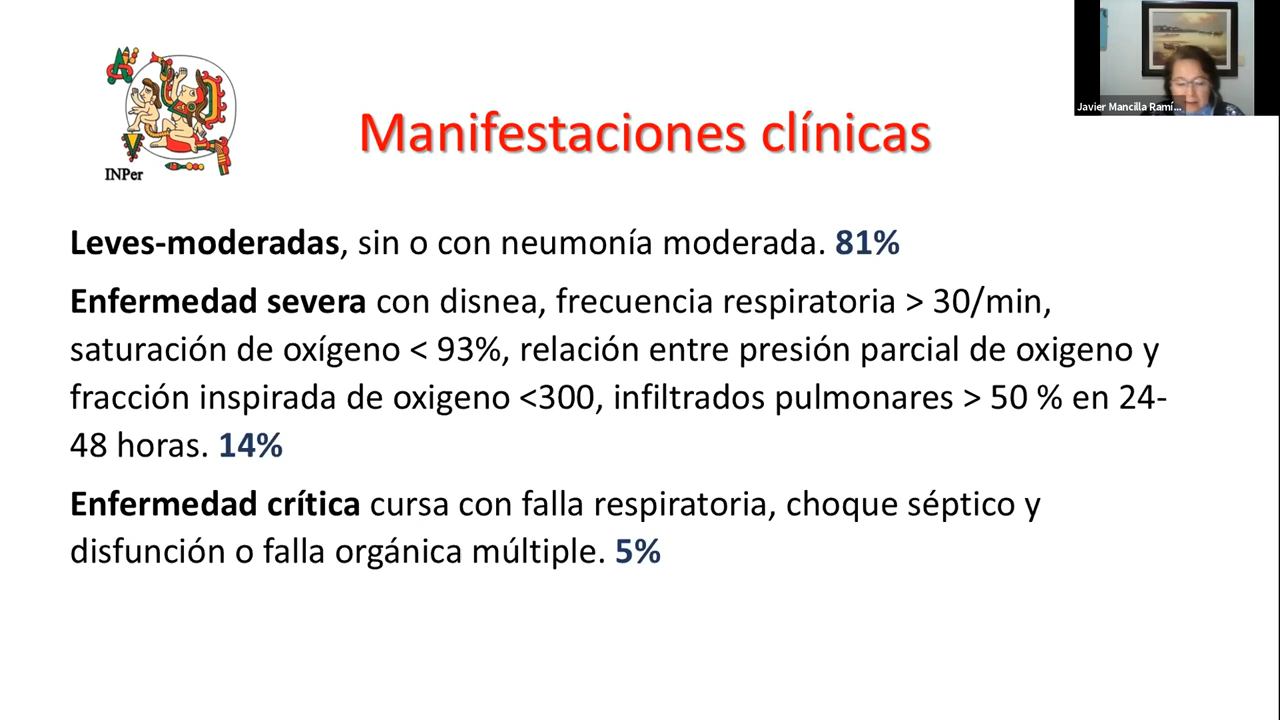 Javier Mancilla Ramí...
INPer
Manifestaciones clínicas
Leves-moderadas, sin o con neumonía moderada. 81%
Enfermedad severa con disnea, frecuencia respiratoria > 30/min,
saturación de oxígeno < 93%, relación entre presión parcial de oxigeno y
fracción inspirada de oxigeno <300, infiltrados pulmonares > 50 % en 24-
48 horas. 14%
Enfermedad crítica cursa con falla respiratoria, choque séptico y
disfunción o falla orgánica múltiple. 5%